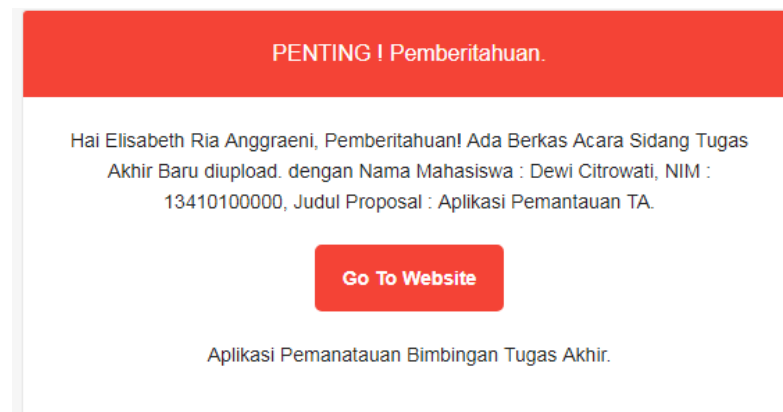 PENTING ! Pemberitahuan.
Hai Elisabeth Ria Anggraeni, Pemberitahuan! Ada Berkas Acara Sidang Tugas
Akhir Baru diupload. dengan Nama Mahasiswa : Dewi Citrowati, NIM :
13410100000, Judul Proposal : Aplikasi Pemantauan TA.
Go To Website
Aplikasi Pemanatauan Bimbingan Tugas Akhir.